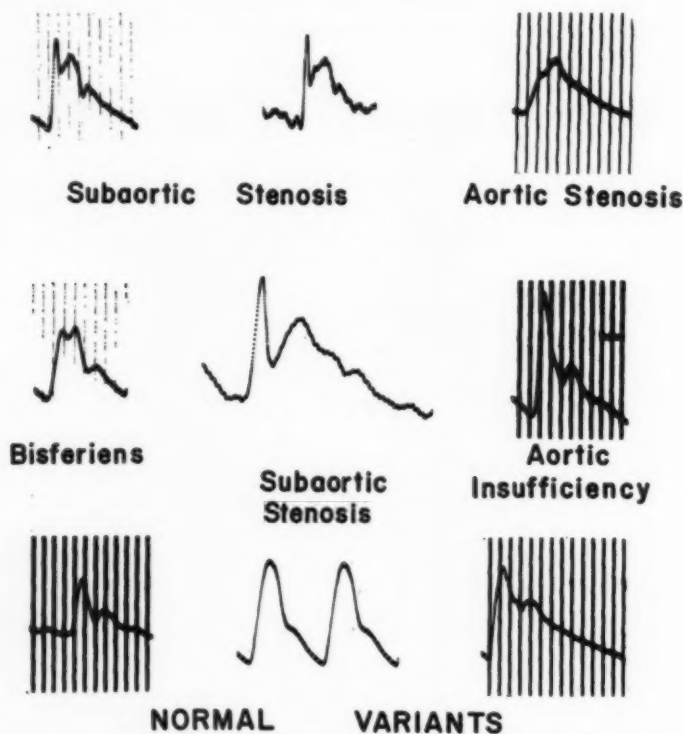 Subaortic Stenosis Aortic Stenosis
Bisferiens
Subaortic
Stenosis
Aortic
Insufficiency
NORMAL VARIANTS